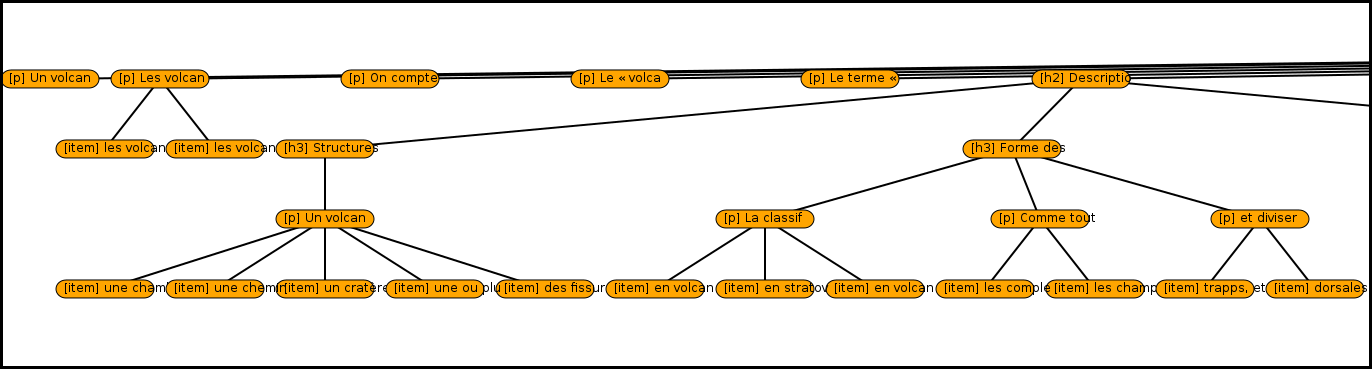 [p] Un volcan
[p] Les volcan
[p] On compte
[p] Le « volca
[p] Le terme «
[h2] Descriptio
[item] les volcan
[item] les volcan
[h3] Structures
[h3] Forme des
[p] Un volcan
[p] La classif
[p] Comme tout
[p] et diviser
[item] une cham
[item] une chemin
[item] un cratère
[item] une ou plu
[item] des fissur
[item] en volcan
[item] en stratov
[item] en volcan
[item] les comple
[item] les champ
[item] trapps, et
[item] dorsales